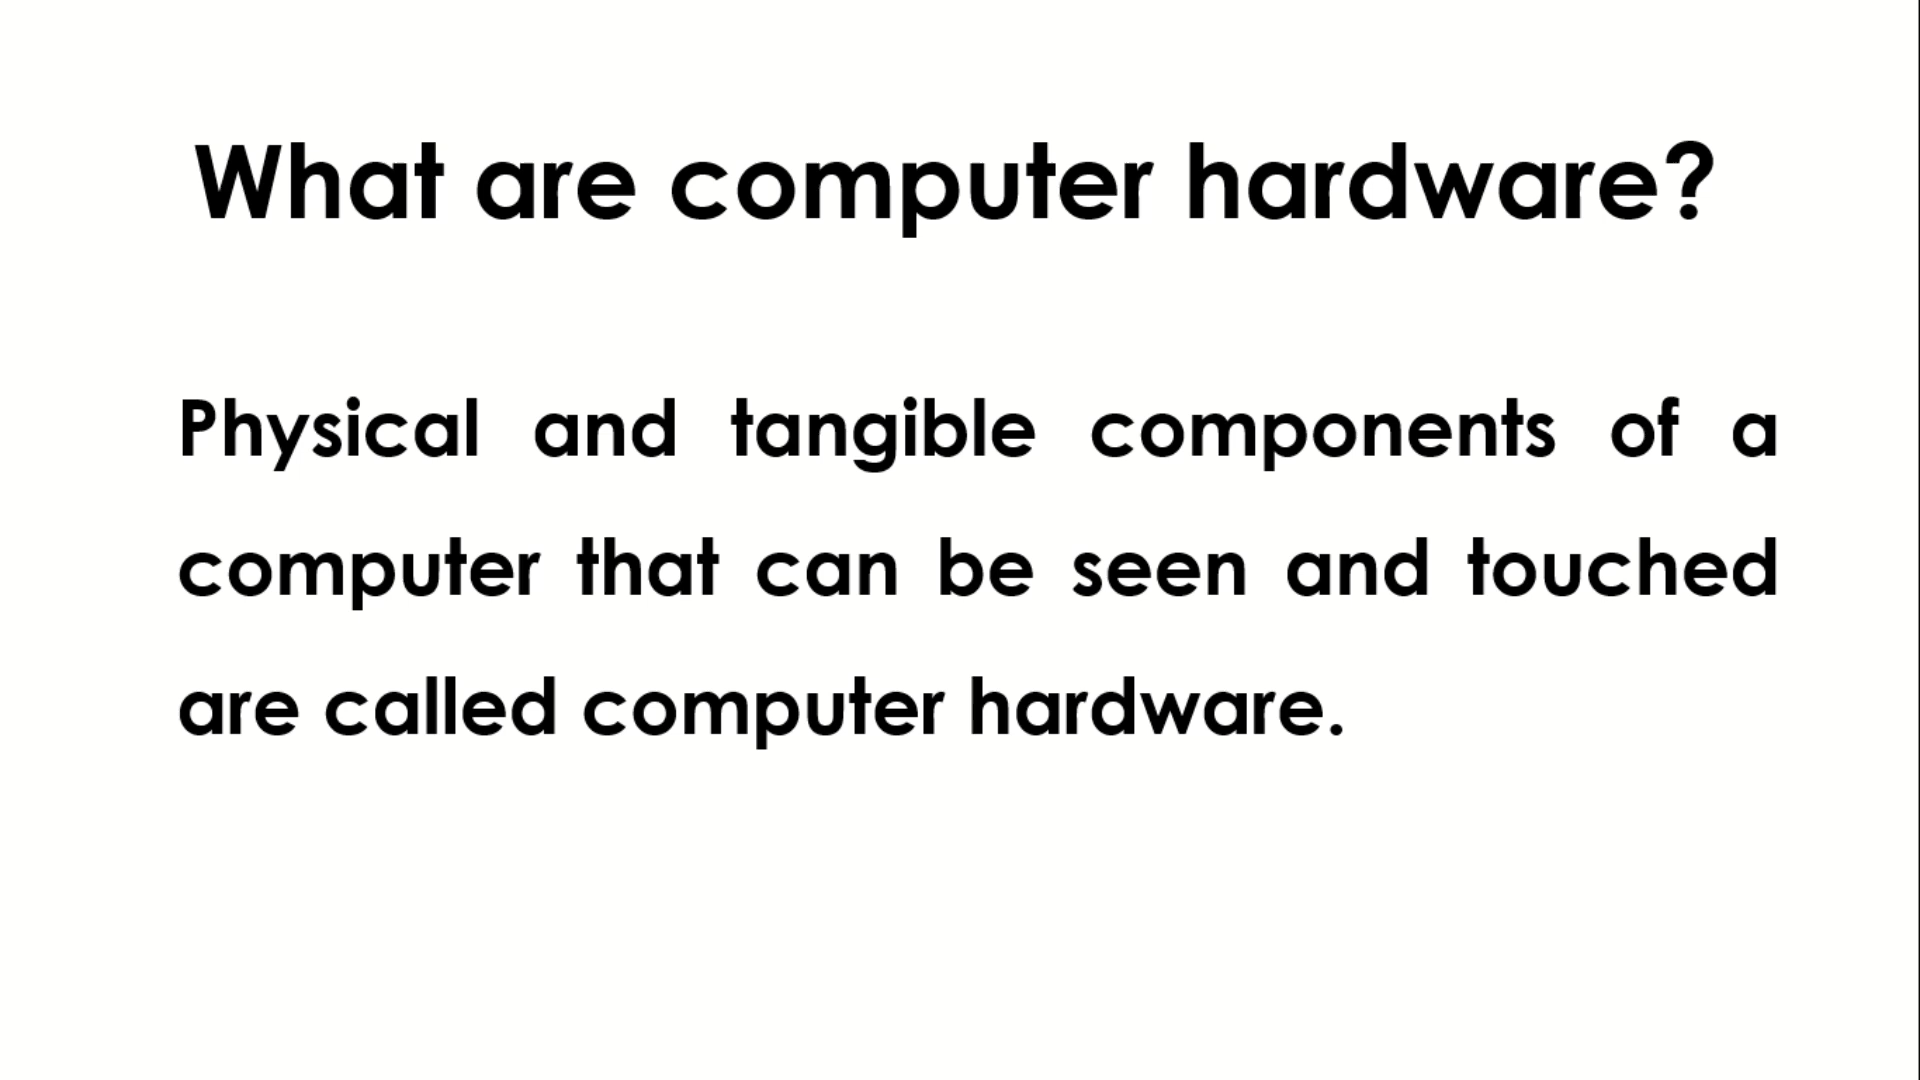 What are computer hardware?
Physical and tangible components of a
computer that can be seen and touched
are called computer hardware.